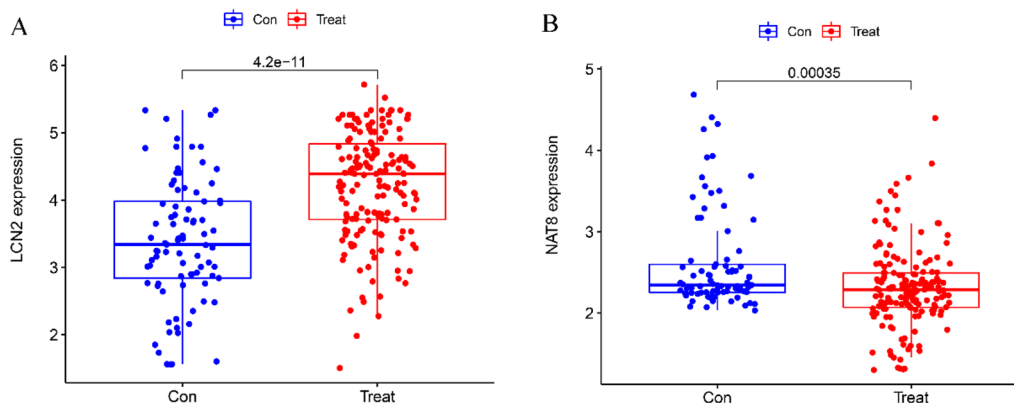 A
Con Treat
4.2e−11
6
5
4
3
2
LCN2 expression
Con Treat
B
Con Treat
0.00035
5
4
3
2
NAT8 expression
Con Treat